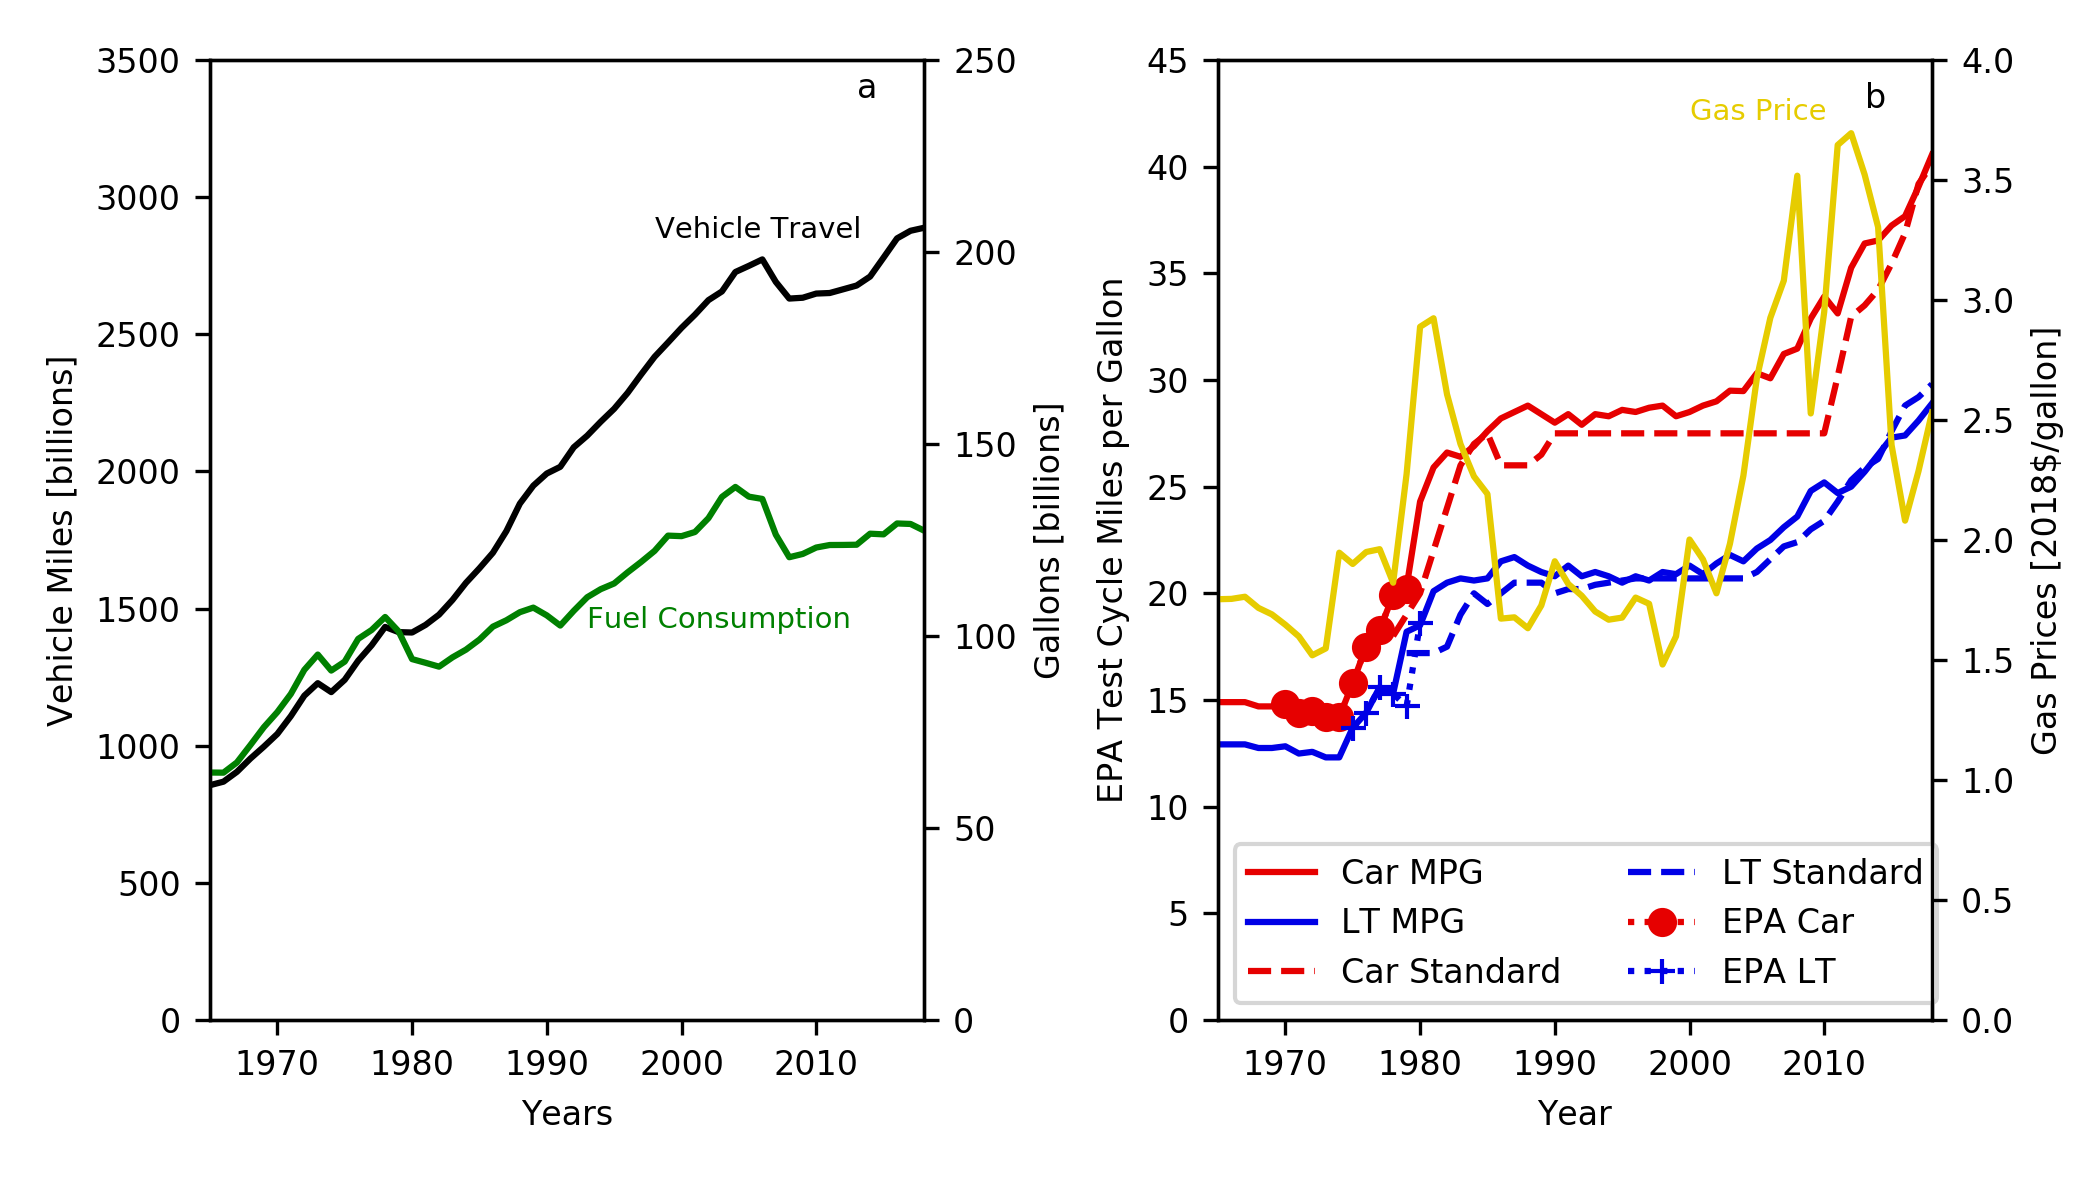 3500
3000
2500
2000
1500
1000
500
0
Vehicle Miles [billions]
250
200
150
100
50
0
Gallons [billions]
a
Vehicle Travel
Fuel Consumption
1970 1980 1990 2000 2010
Years
45
40
35
30
25
20
15
10
5
0
EPA Test Cycle Miles per Gallon
4.0
3.5
3.0
2.5
2.0
1.5
1.0
0.5
0.0
Gas Prices [2018$/gallon]
Gas Price
b
Car MPG
LT MPG
Car Standard
LT Standard
EPA Car
EPA LT
1970 1980 1990 2000 2010
Year